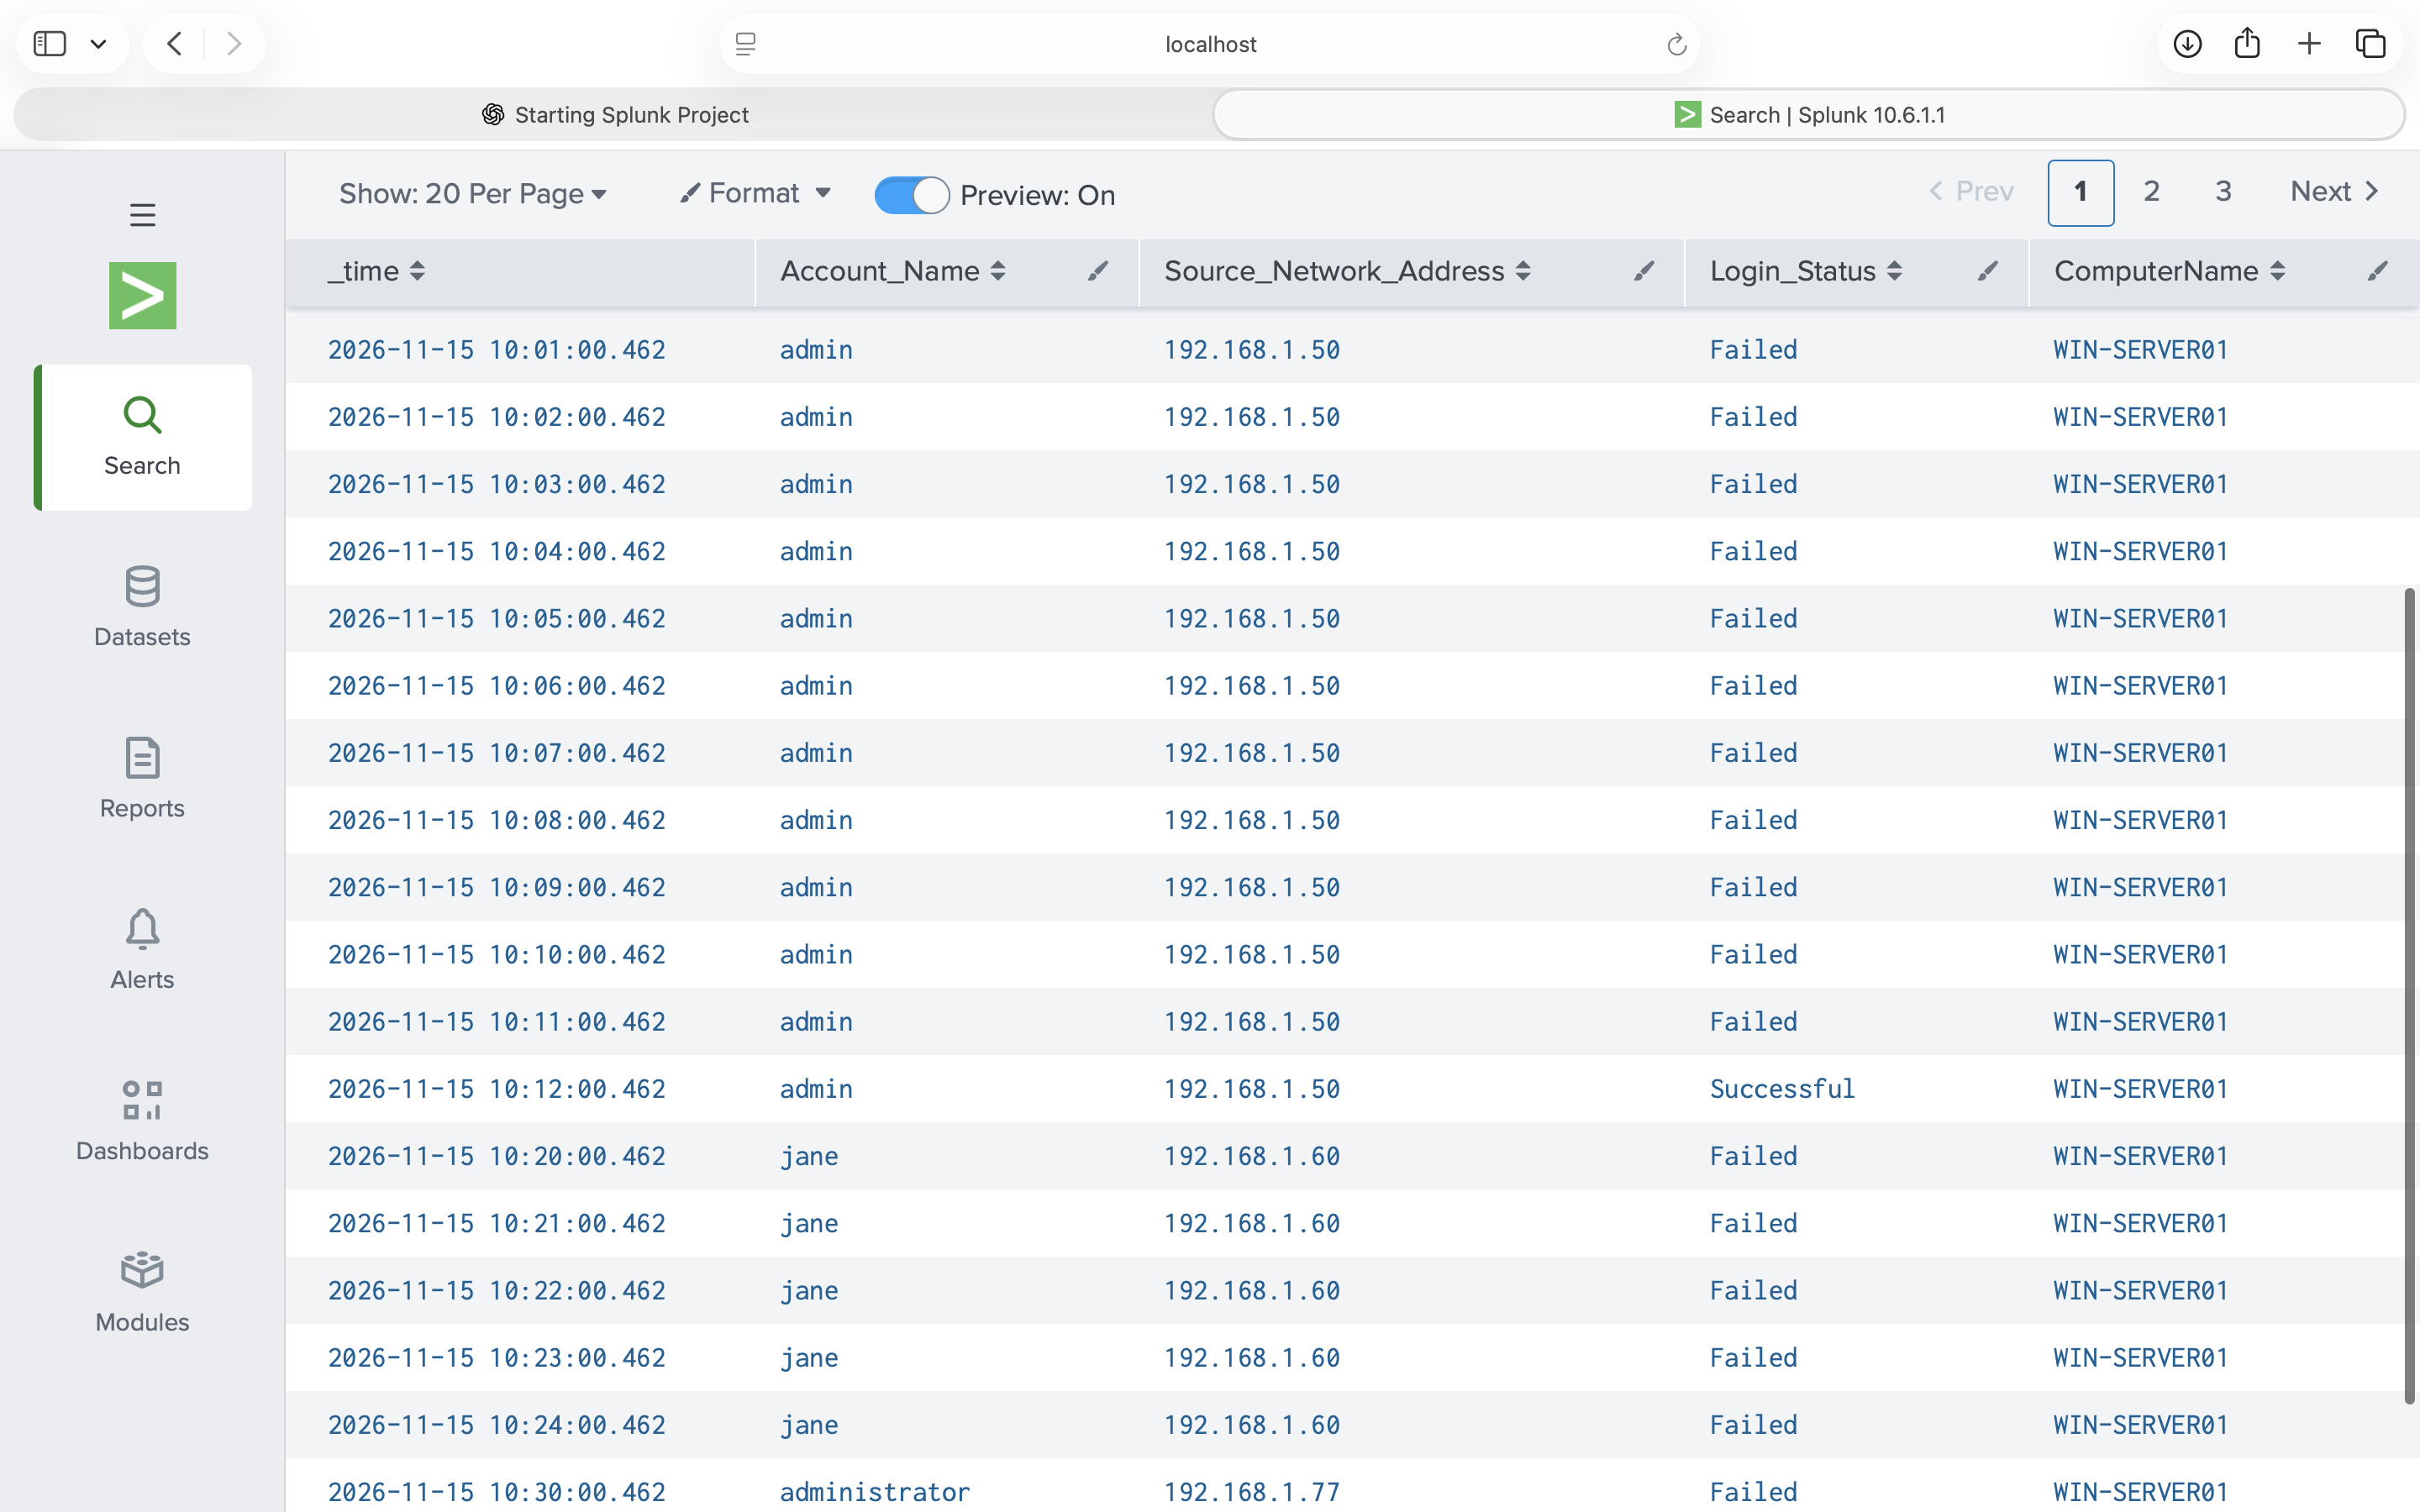 localhost
Starting Splunk Project
Search | Splunk 10.6.1.1
Show: 20 Per Page Format Preview: On Prev 1 2 3 Next
_time Account_Name Source_Network_Address Login_Status ComputerName
2026-11-15 10:01:00.462 admin 192.168.1.50 Failed WIN-SERVER01
2026-11-15 10:02:00.462 admin 192.168.1.50 Failed WIN-SERVER01
2026-11-15 10:03:00.462 admin 192.168.1.50 Failed WIN-SERVER01
2026-11-15 10:04:00.462 admin 192.168.1.50 Failed WIN-SERVER01
2026-11-15 10:05:00.462 admin 192.168.1.50 Failed WIN-SERVER01
2026-11-15 10:06:00.462 admin 192.168.1.50 Failed WIN-SERVER01
2026-11-15 10:07:00.462 admin 192.168.1.50 Failed WIN-SERVER01
2026-11-15 10:08:00.462 admin 192.168.1.50 Failed WIN-SERVER01
2026-11-15 10:09:00.462 admin 192.168.1.50 Failed WIN-SERVER01
2026-11-15 10:10:00.462 admin 192.168.1.50 Failed WIN-SERVER01
2026-11-15 10:11:00.462 admin 192.168.1.50 Failed WIN-SERVER01
2026-11-15 10:12:00.462 admin 192.168.1.50 Successful WIN-SERVER01
2026-11-15 10:20:00.462 jane 192.168.1.60 Failed WIN-SERVER01
2026-11-15 10:21:00.462 jane 192.168.1.60 Failed WIN-SERVER01
2026-11-15 10:22:00.462 jane 192.168.1.60 Failed WIN-SERVER01
2026-11-15 10:23:00.462 jane 192.168.1.60 Failed WIN-SERVER01
2026-11-15 10:24:00.462 jane 192.168.1.60 Failed WIN-SERVER01
2026-11-15 10:30:00.462 administrator 192.168.1.77 Failed WIN-SERVER01
Search
Datasets
Reports
Alerts
Dashboards
Modules